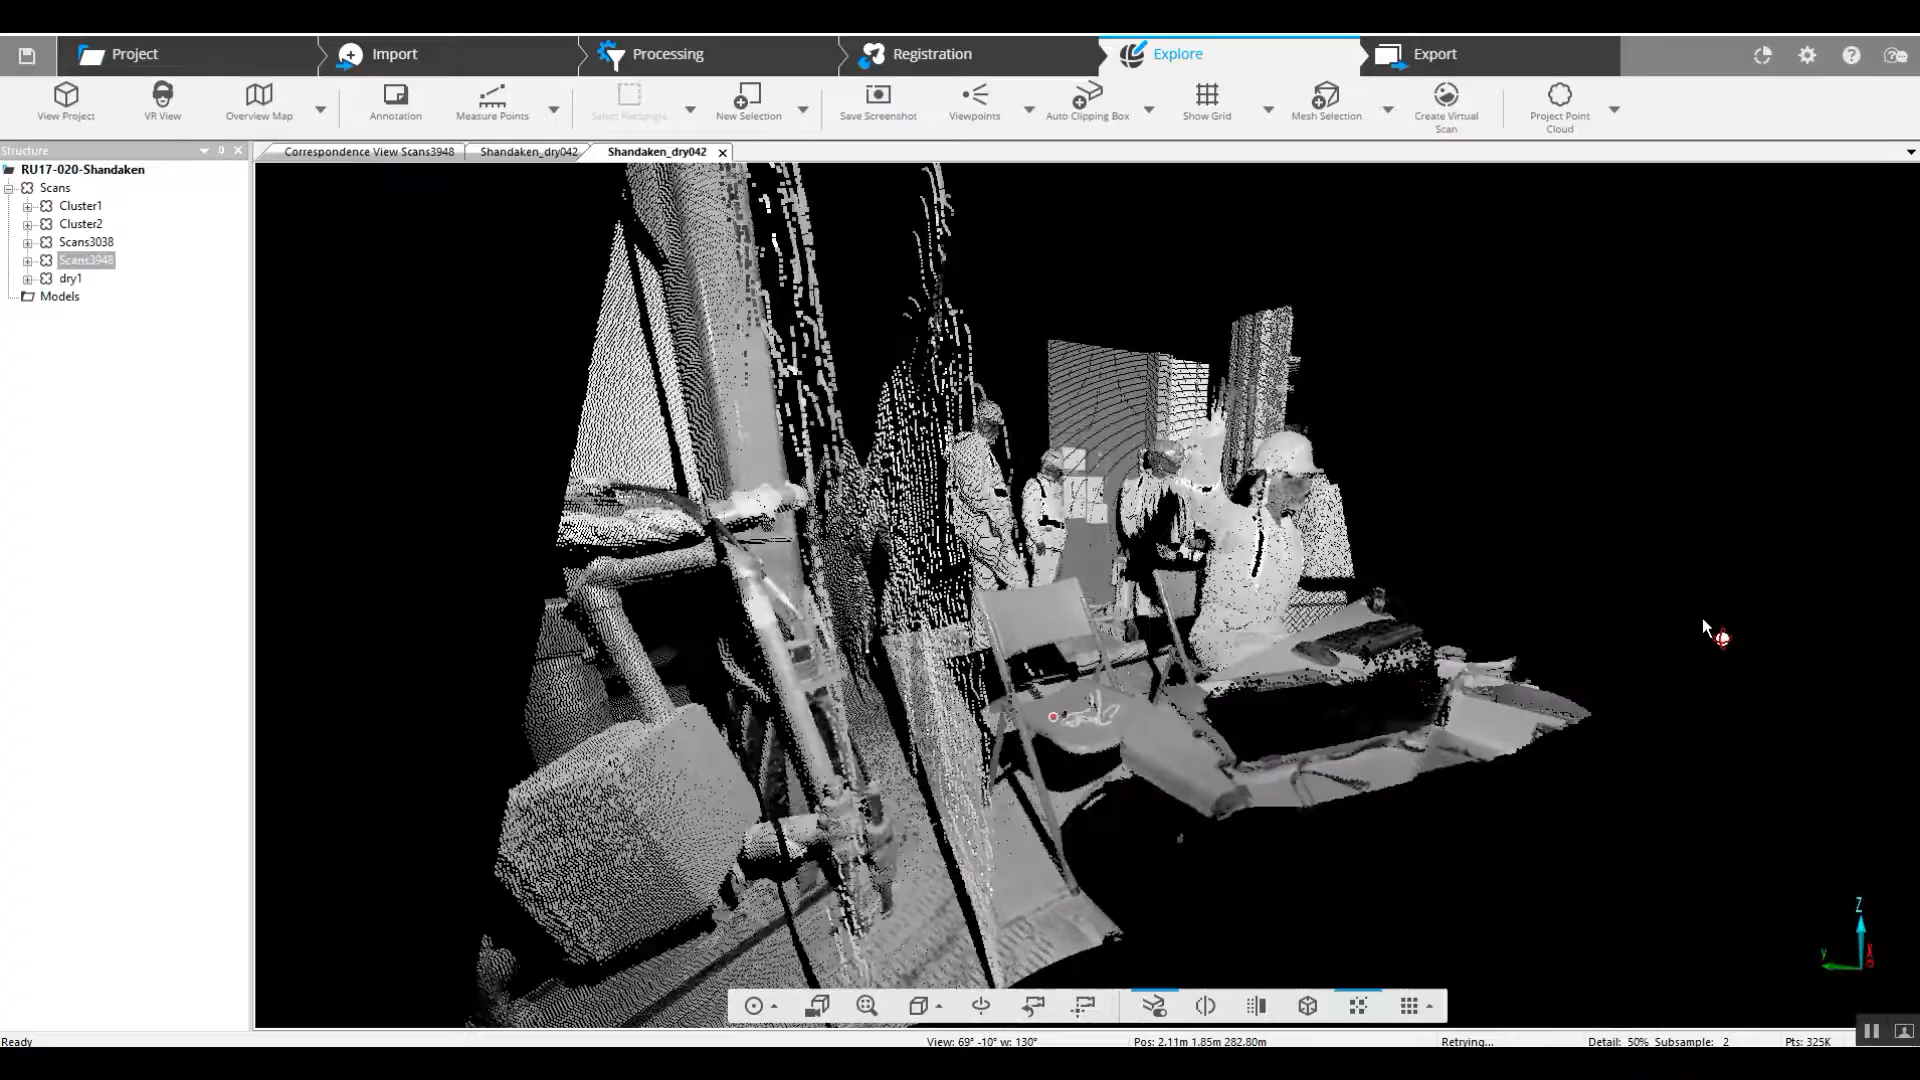 Project
Import
Processing
Registration
Explore
Export
View Project
VR View
Overview Map
Annotation
Measure Points
Select Rectangle
New Selection
Save Screenshot
Viewpoints
Auto Clipping Box
Show Grid
Mesh Selection
Create Virtual
Scan
Project Point
Cloud
Structure
Correspondence View Scans3948
Shandaken_dry042
Shandaken_dry042
RU17-020-Shandaken
Scans
Cluster1
Cluster2
Scans3038
Scans3948
dry1
Models
Z
y
X
Ready
View: 69° -10° w: 130°
Pos: 2.11m 1.85m 282.80m
Retrying...
Detail: 50% Subsample: 2
Pts: 325K